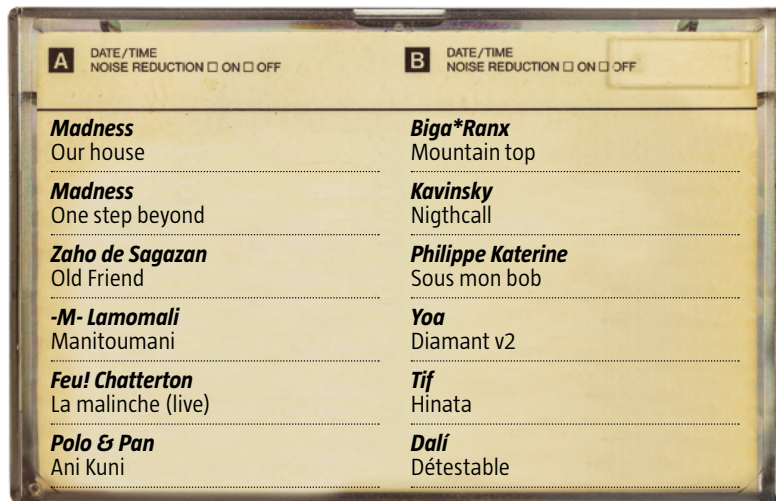 A DATE/TIME
NOISE REDUCTION ☐ ON ☐ OFF
Madness
Our house
Madness
One step beyond
Zaho de Sagazan
Old Friend
-M- Lamomali
Manitoumani
Feu! Chatterton
La malinche (live)
Polo & Pan
Ani Kuni
B DATE/TIME
NOISE REDUCTION ☐ ON ☐ OFF
Biga*Ranx
Mountain top
Kavinsky
Nigthcall
Philippe Katerine
Sous mon bob
Yoa
Diamant v2
Tif
Hinata
Dalí
Détestable